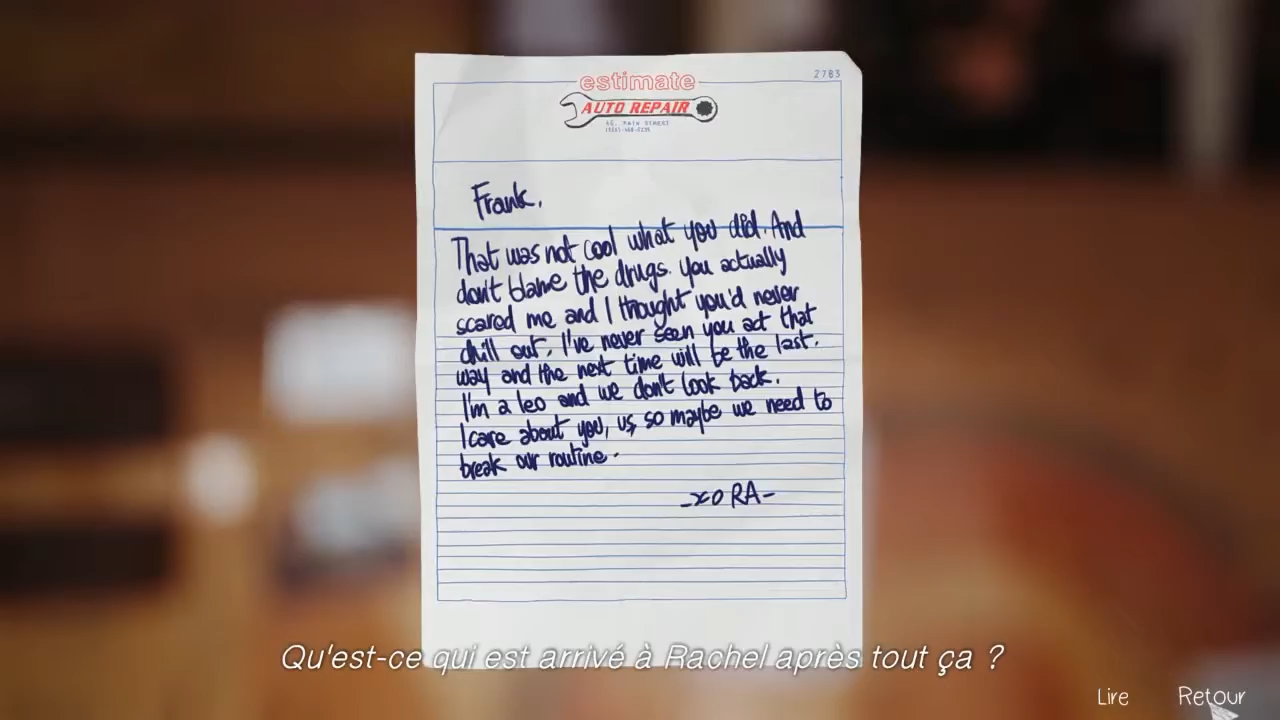 2783
estimate
AUTO REPAIR
MAIN STREET
Frank.
That was not cool what you did. And
don't blame the drugs. You actually
scared me and I thought you'd never
chill out. I've never seen you act that
way and the next time will be the last.
I'm a leo and we don't look back.
I care about you, us, so maybe we need to
break our routine.
-xo RA-
Qu'est-ce qui est arrivé à Rachel après tout ça ?
Lire Retour